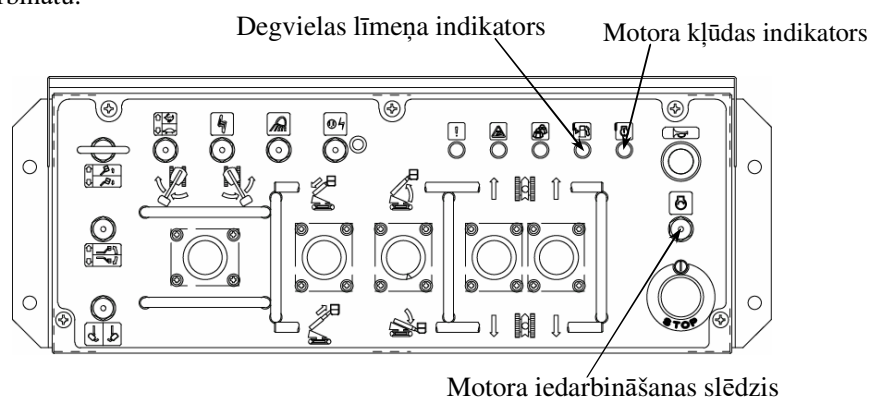 Degvielas līmeņa indikators
Motora kļūdas indikators
!
STOP
Motora iedarbināšanas slēdzis